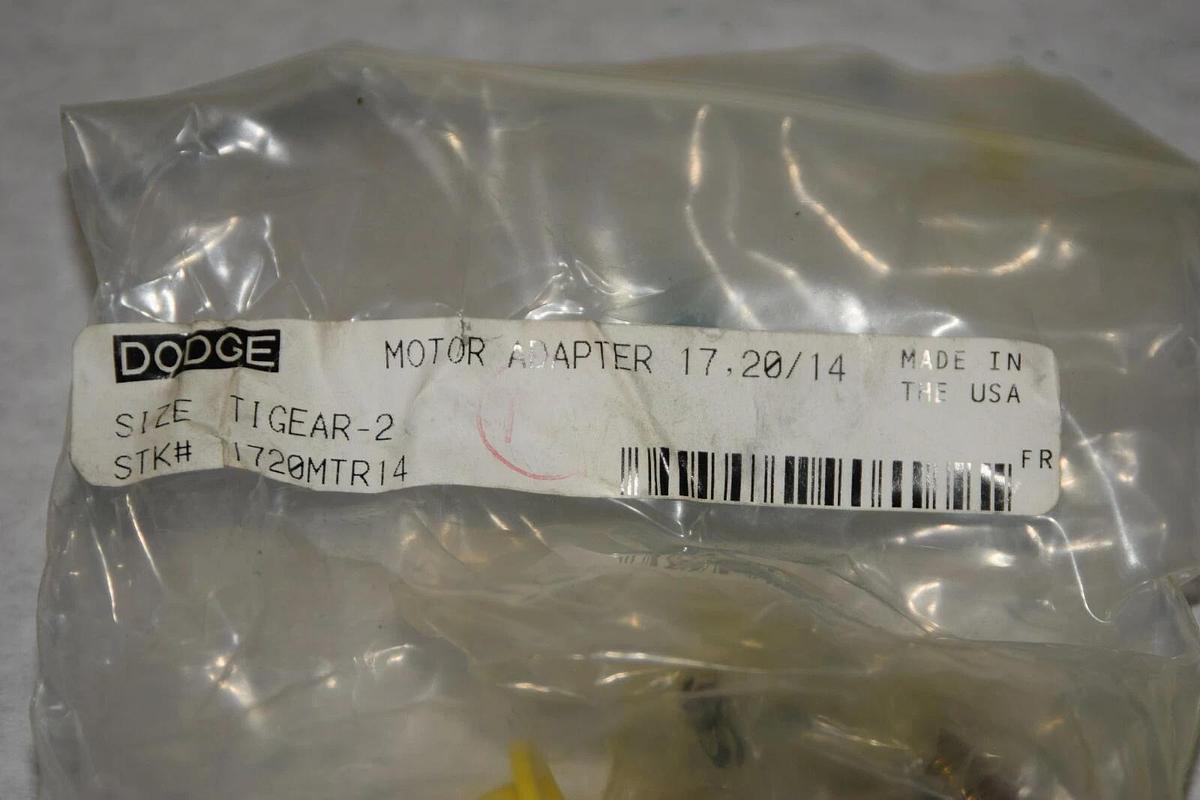 DODGE MOTOR ADAPTER 17,20/14 MADE IN
THE USA
SIZE TIGEAR-2
STK# 1720MTR14
FR